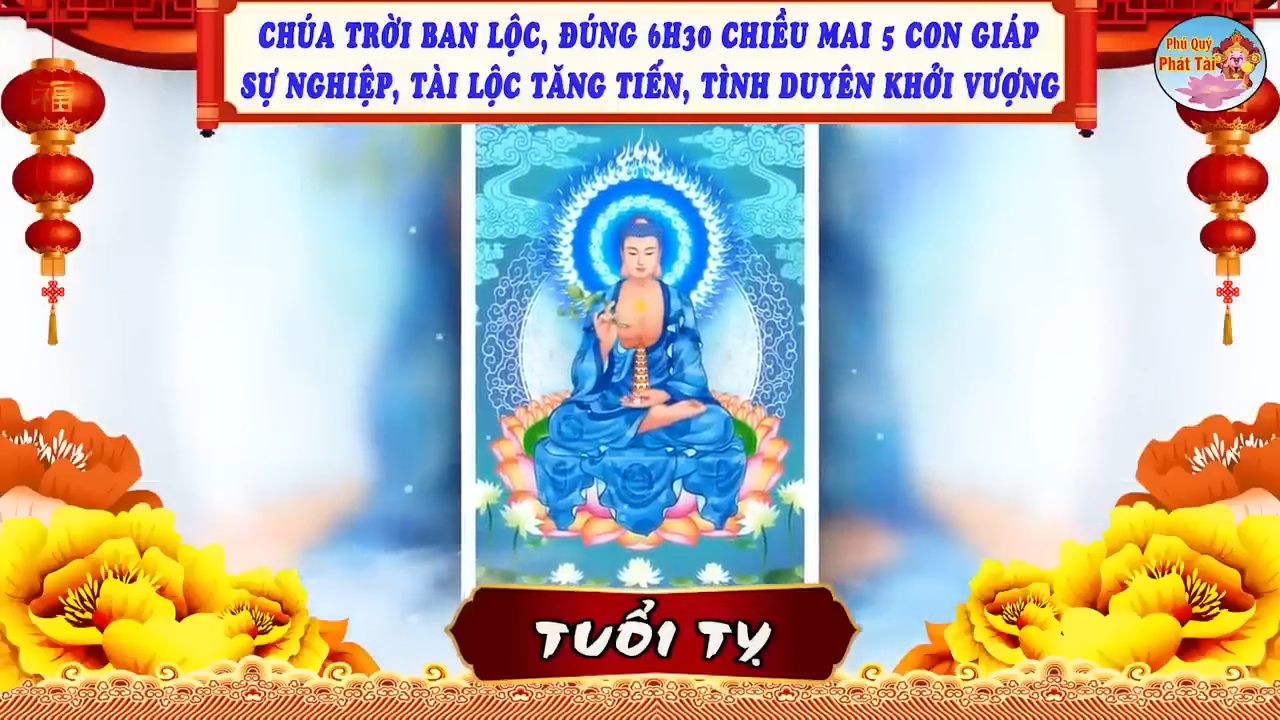 CHÚA TRỜI BAN LỘC, ĐÚNG 6H30 CHIỀU MAI 5 CON GIÁP
SỰ NGHIỆP, TÀI LỘC TĂNG TIẾN, TÌNH DUYÊN KHỞI VƯỢNG
Phú Quý
Phát Tài
福
TUỔI TỴ